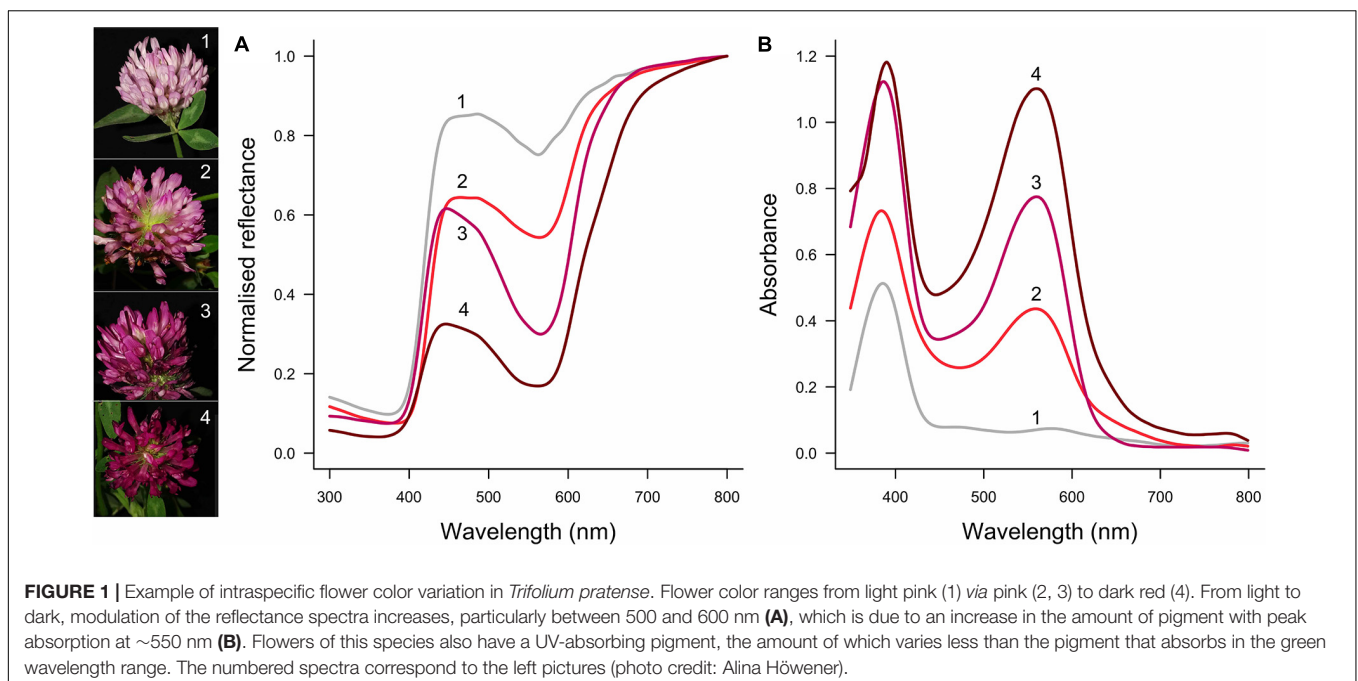 1
2
3
4
A
Normalised reflectance
1.0
0.8
0.6
0.4
0.2
0.0
1
2
3
4
300 400 500 600 700 800
Wavelength (nm)
B
Absorbance
1.2
1.0
0.8
0.6
0.4
0.2
0.0
4
3
2
1
400 500 600 700 800
Wavelength (nm)
FIGURE 1 | Example of intraspecific flower color variation in Trifolium pratense. Flower color ranges from light pink (1) via pink (2, 3) to dark red (4). From light to
dark, modulation of the reflectance spectra increases, particularly between 500 and 600 nm (A), which is due to an increase in the amount of pigment with peak
absorption at ~550 nm (B). Flowers of this species also have a UV-absorbing pigment, the amount of which varies less than the pigment that absorbs in the green
wavelength range. The numbered spectra correspond to the left pictures (photo credit: Alina Höwener).